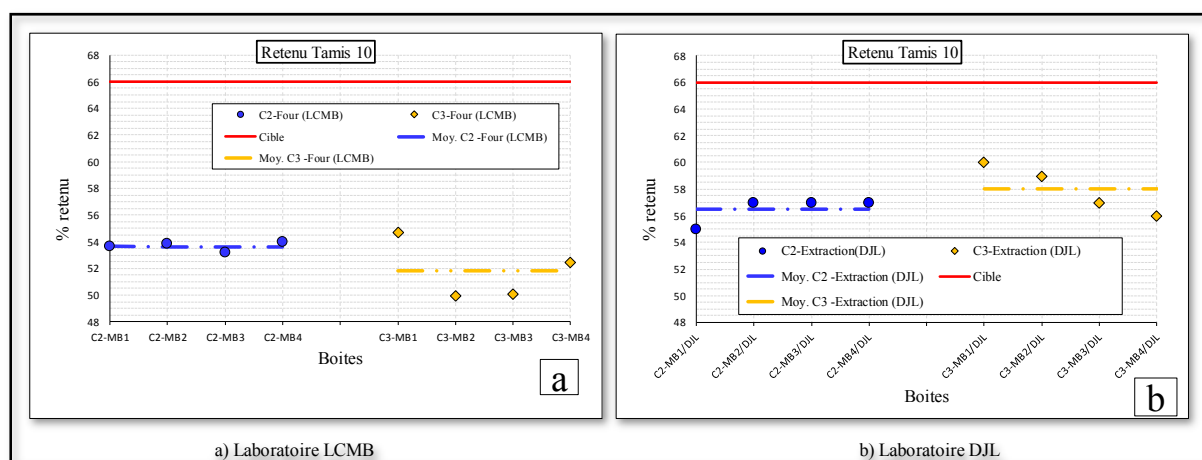 Retenu Tamis 10
% retenu
68
66
64
62
60
58
56
54
52
50
48
C2-Four (LCMB)
C3-Four (LCMB)
Cible
Moy. C2 -Four (LCMB)
Moy. C3 -Four (LCMB)
C2-MB1
C2-MB2
C2-MB3
C2-MB4
C3-MB1
C3-MB2
C3-MB3
C3-MB4
Boites
a
a) Laboratoire LCMB
Retenu Tamis 10
% retenu
68
66
64
62
60
58
56
54
52
50
48
C2-Extraction(DJL)
C3-Extraction(DJL)
Moy. C2 -Extraction (DJL)
Cible
Moy. C3 -Extraction (DJL)
C2-MB1/DJL
C2-MB2/DJL
C2-MB3/DJL
C2-MB4/DJL
C3-MB1/DJL
C3-MB2/DJL
C3-MB3/DJL
C3-MB4/DJL
Boites
b
b) Laboratoire DJL